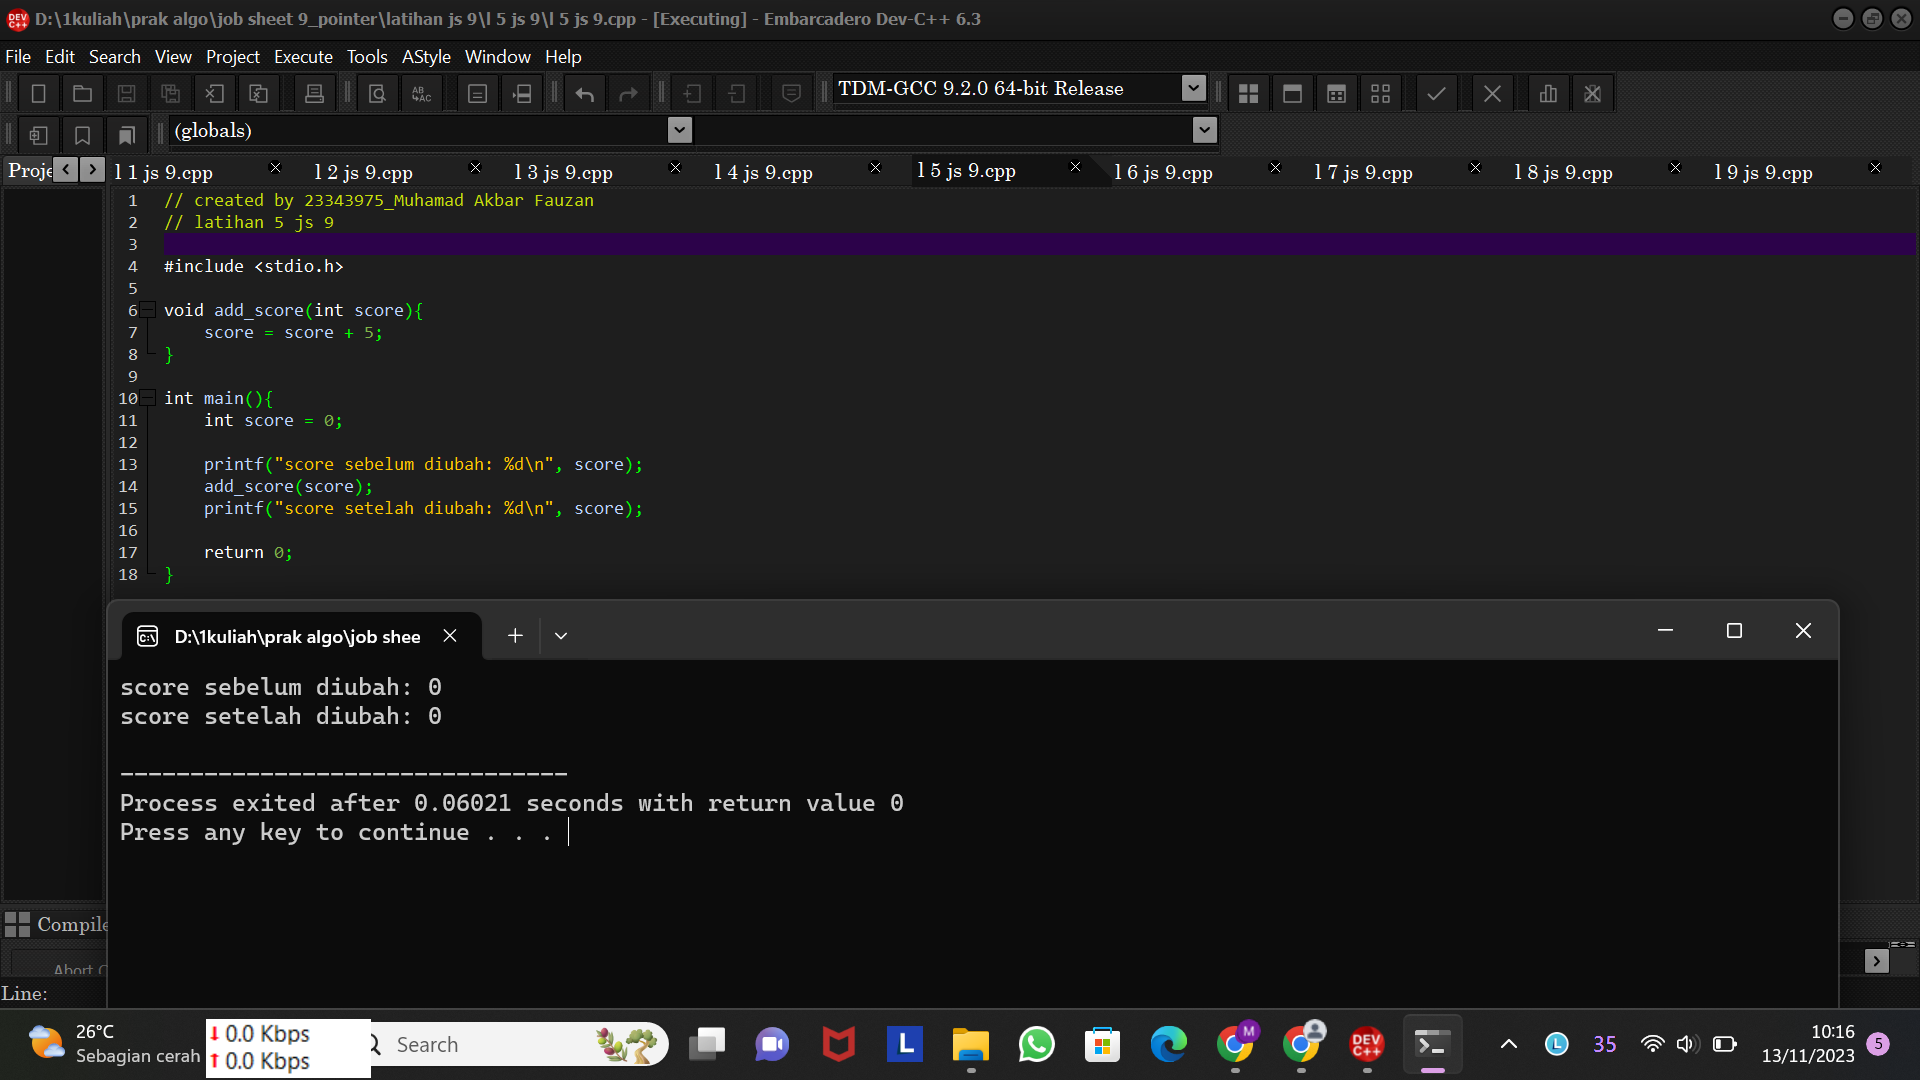 D:\1kuliah\prak algo\job sheet 9_pointer\latihan js 9\l 5 js 9\l 5 js 9.cpp - [Executing] - Embarcadero Dev-C++ 6.3
File Edit Search View Project Execute Tools AStyle Window Help
TDM-GCC 9.2.0 64-bit Release
(globals)
Proje l 1 js 9.cpp l 2 js 9.cpp l 3 js 9.cpp l 4 js 9.cpp l 5 js 9.cpp l 6 js 9.cpp l 7 js 9.cpp l 8 js 9.cpp l 9 js 9.cpp
1 // created by 23343975_Muhamad Akbar Fauzan
2 // latihan 5 js 9
3
4 #include <stdio.h>
5
6 void add_score(int score){
7 score = score + 5;
8 }
9
10 int main(){
11 int score = 0;
12
13 printf("score sebelum diubah: %d\n", score);
14 add_score(score);
15 printf("score setelah diubah: %d\n", score);
16
17 return 0;
18 }
D:\1kuliah\prak algo\job shee
score sebelum diubah: 0
score setelah diubah: 0
--------------------------------
Process exited after 0.06021 seconds with return value 0
Press any key to continue . . .
Compile
Abort C
Line:
26°C
Sebagian cerah
0.0 Kbps
0.0 Kbps
Search
DEV C++
35
10:16
13/11/2023
5